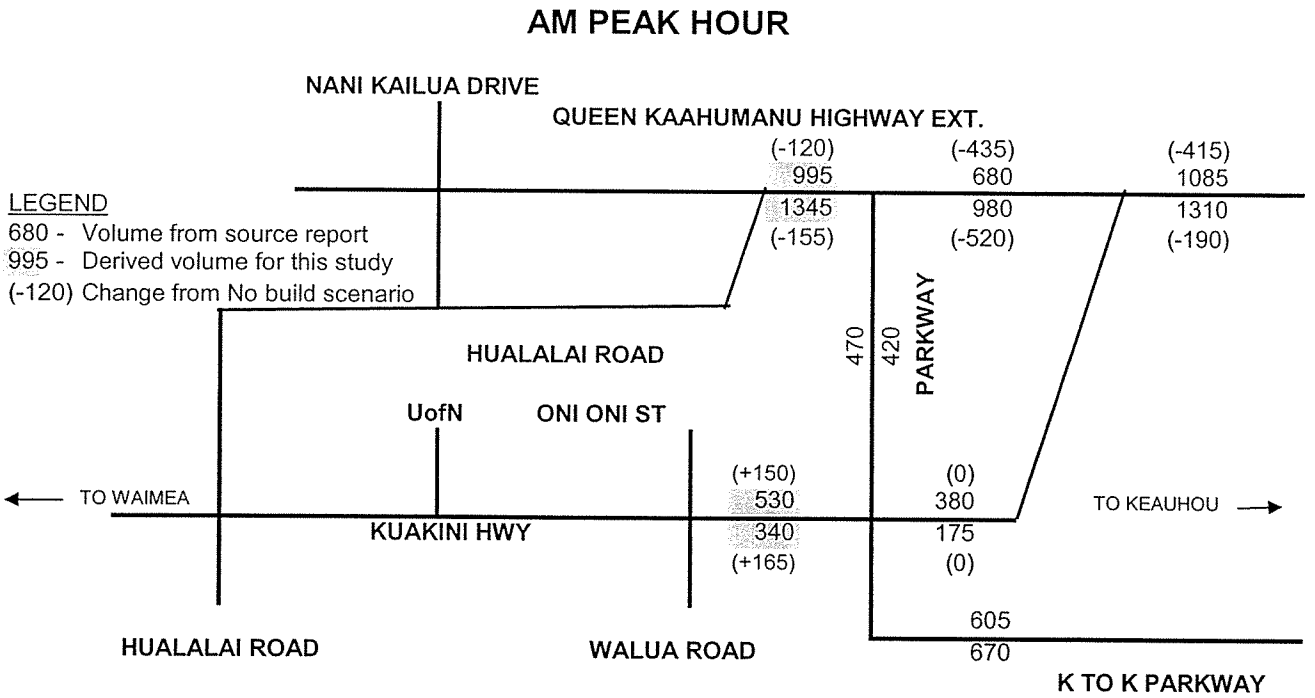 AM PEAK HOUR
NANI KAILUA DRIVE
QUEEN KAAHUMANU HIGHWAY EXT.
(-120) (-435) (-415)
995 680 1085
1345 980 1310
(-155) (-520) (-190)
LEGEND
680 - Volume from source report
995 - Derived volume for this study
(-120) Change from No build scenario
470
420
PARKWAY
HUALALAI ROAD
UofN
ONI ONI ST
(+150) (0)
530 380
TO WAIMEA
TO KEAUHOU
KUAKINI HWY
340 175
(+165) (0)
605
670
HUALALAI ROAD
WALUA ROAD
K TO K PARKWAY